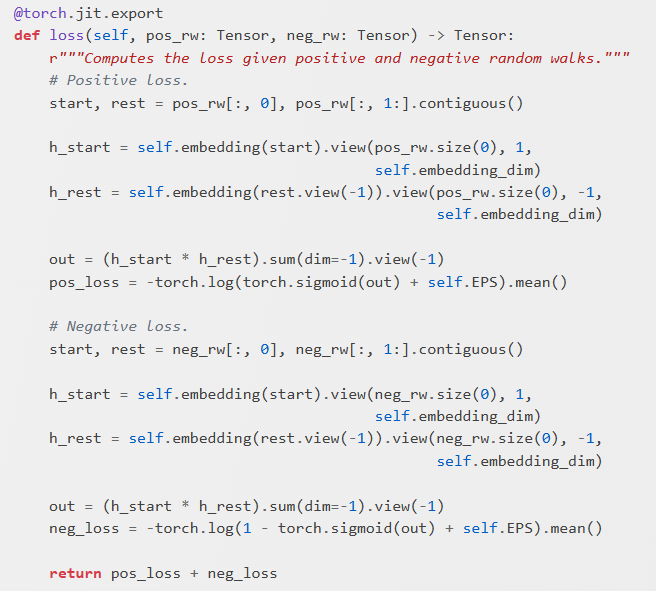 @torch.jit.export
def loss(self, pos_rw: Tensor, neg_rw: Tensor) -> Tensor:
    r"""Computes the loss given positive and negative random walks."""
    # Positive loss.
    start, rest = pos_rw[:, 0], pos_rw[:, 1:].contiguous()

    h_start = self.embedding(start).view(pos_rw.size(0), 1,
                                         self.embedding_dim)
    h_rest = self.embedding(rest.view(-1)).view(pos_rw.size(0), -1,
                                                self.embedding_dim)

    out = (h_start * h_rest).sum(dim=-1).view(-1)
    pos_loss = -torch.log(torch.sigmoid(out) + self.EPS).mean()

    # Negative loss.
    start, rest = neg_rw[:, 0], neg_rw[:, 1:].contiguous()

    h_start = self.embedding(start).view(neg_rw.size(0), 1,
                                         self.embedding_dim)
    h_rest = self.embedding(rest.view(-1)).view(neg_rw.size(0), -1,
                                                self.embedding_dim)

    out = (h_start * h_rest).sum(dim=-1).view(-1)
    neg_loss = -torch.log(1 - torch.sigmoid(out) + self.EPS).mean()

    return pos_loss + neg_loss